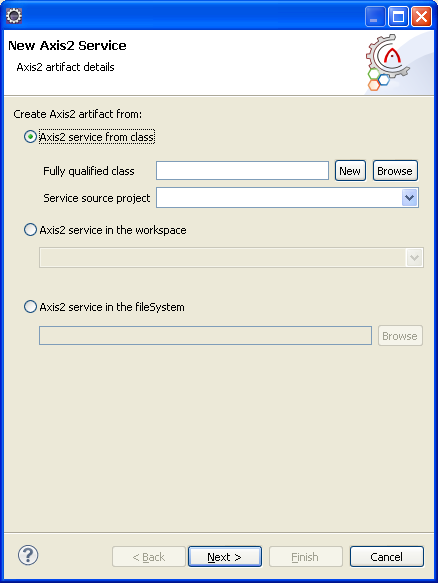 New Axis2 Service
Axis2 artifact details
Create Axis2 artifact from:
Axis2 service from class
Fully qualified class
New
Browse
Service source project
Axis2 service in the workspace
Axis2 service in the fileSystem
Browse
?
< Back
Next >
Finish
Cancel